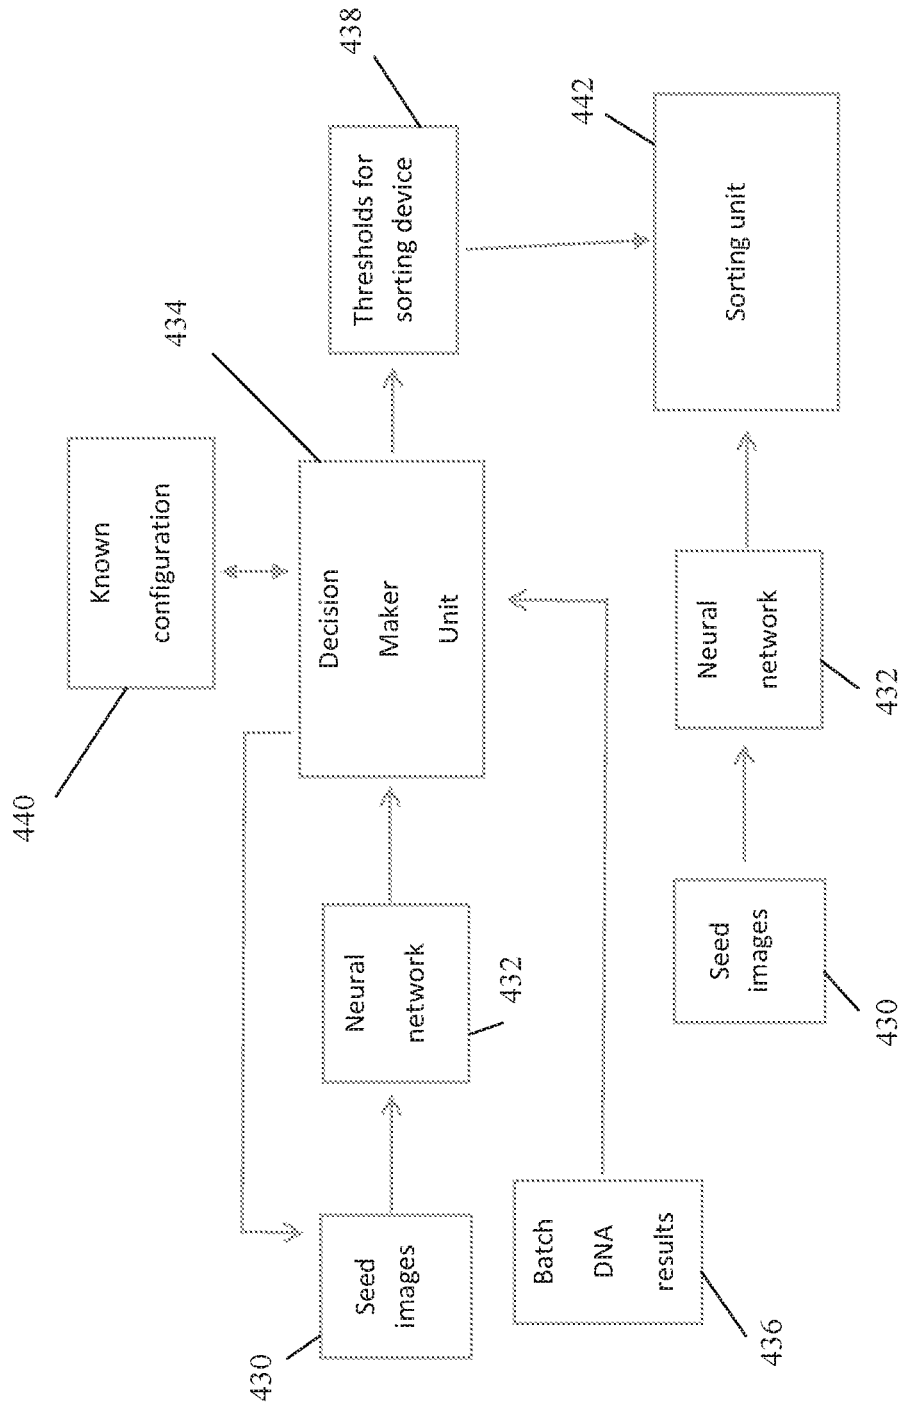 440
Known
configuration
434
438
Thresholds for
sorting device
430
Seed
images
Neural
network
432
Decision
Maker
Unit
436
Batch
DNA
results
442
Sorting unit
430
Seed
images
Neural
network
432